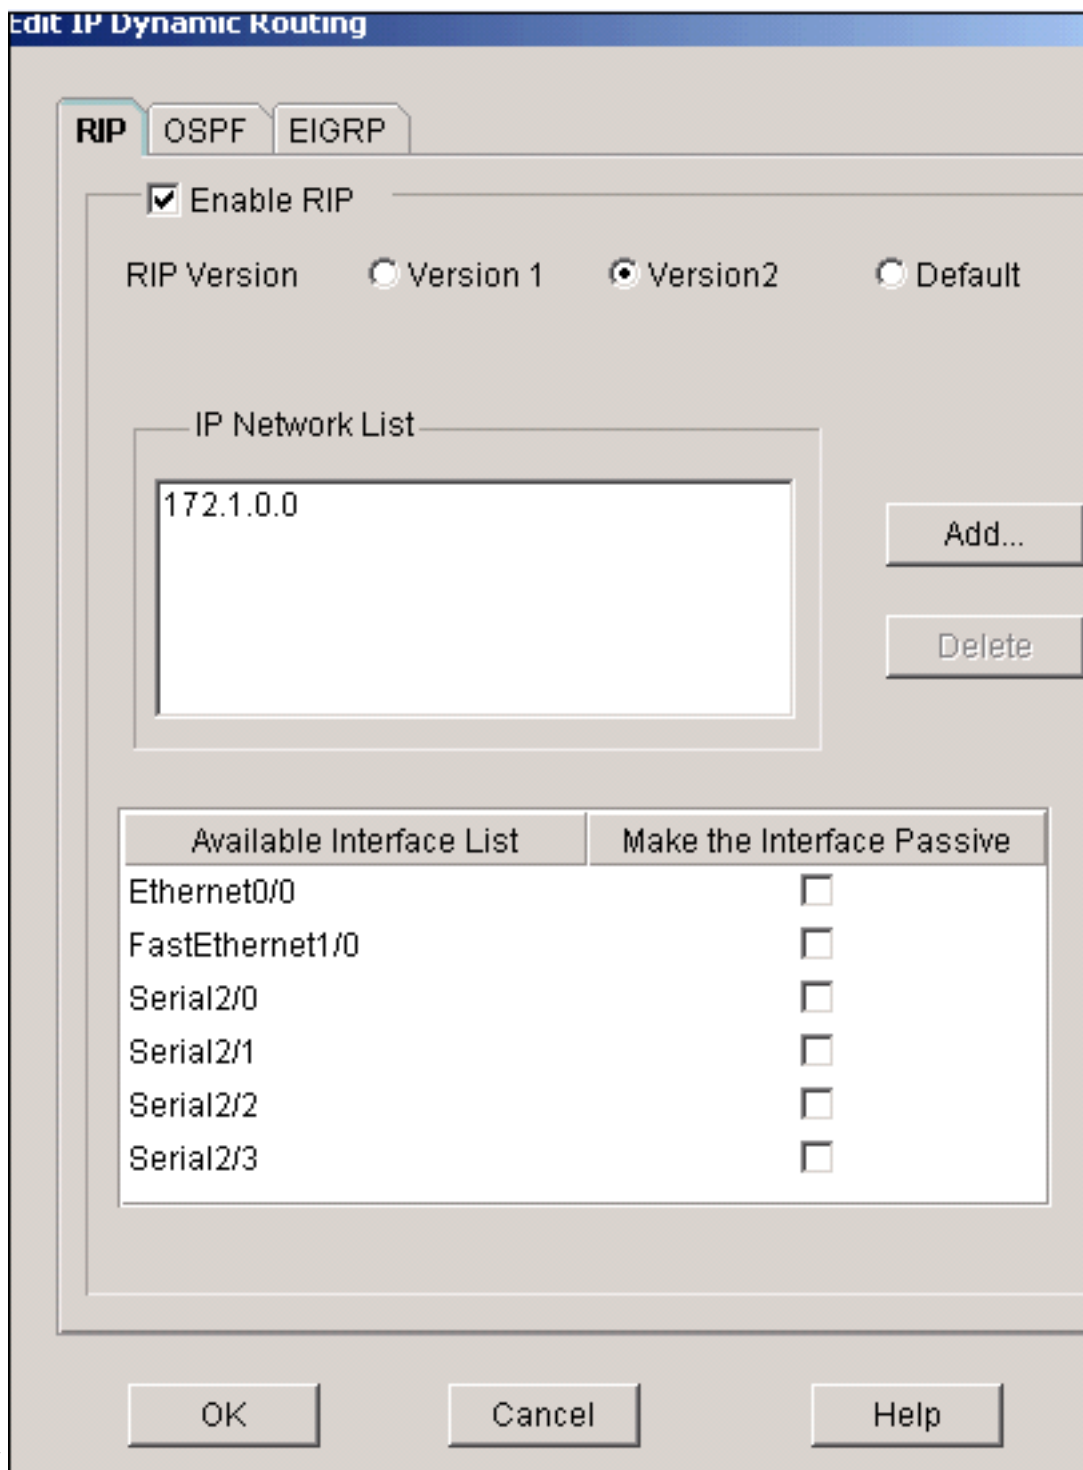 Edit IP Dynamic Routing
RIP OSPF EIGRP
Enable RIP
RIP Version Version 1 Version2 Default
IP Network List
172.1.0.0
Add...
Delete
Available Interface List Make the Interface Passive
Ethernet0/0
FastEthernet1/0
Serial2/0
Serial2/1
Serial2/2
Serial2/3
OK Cancel Help